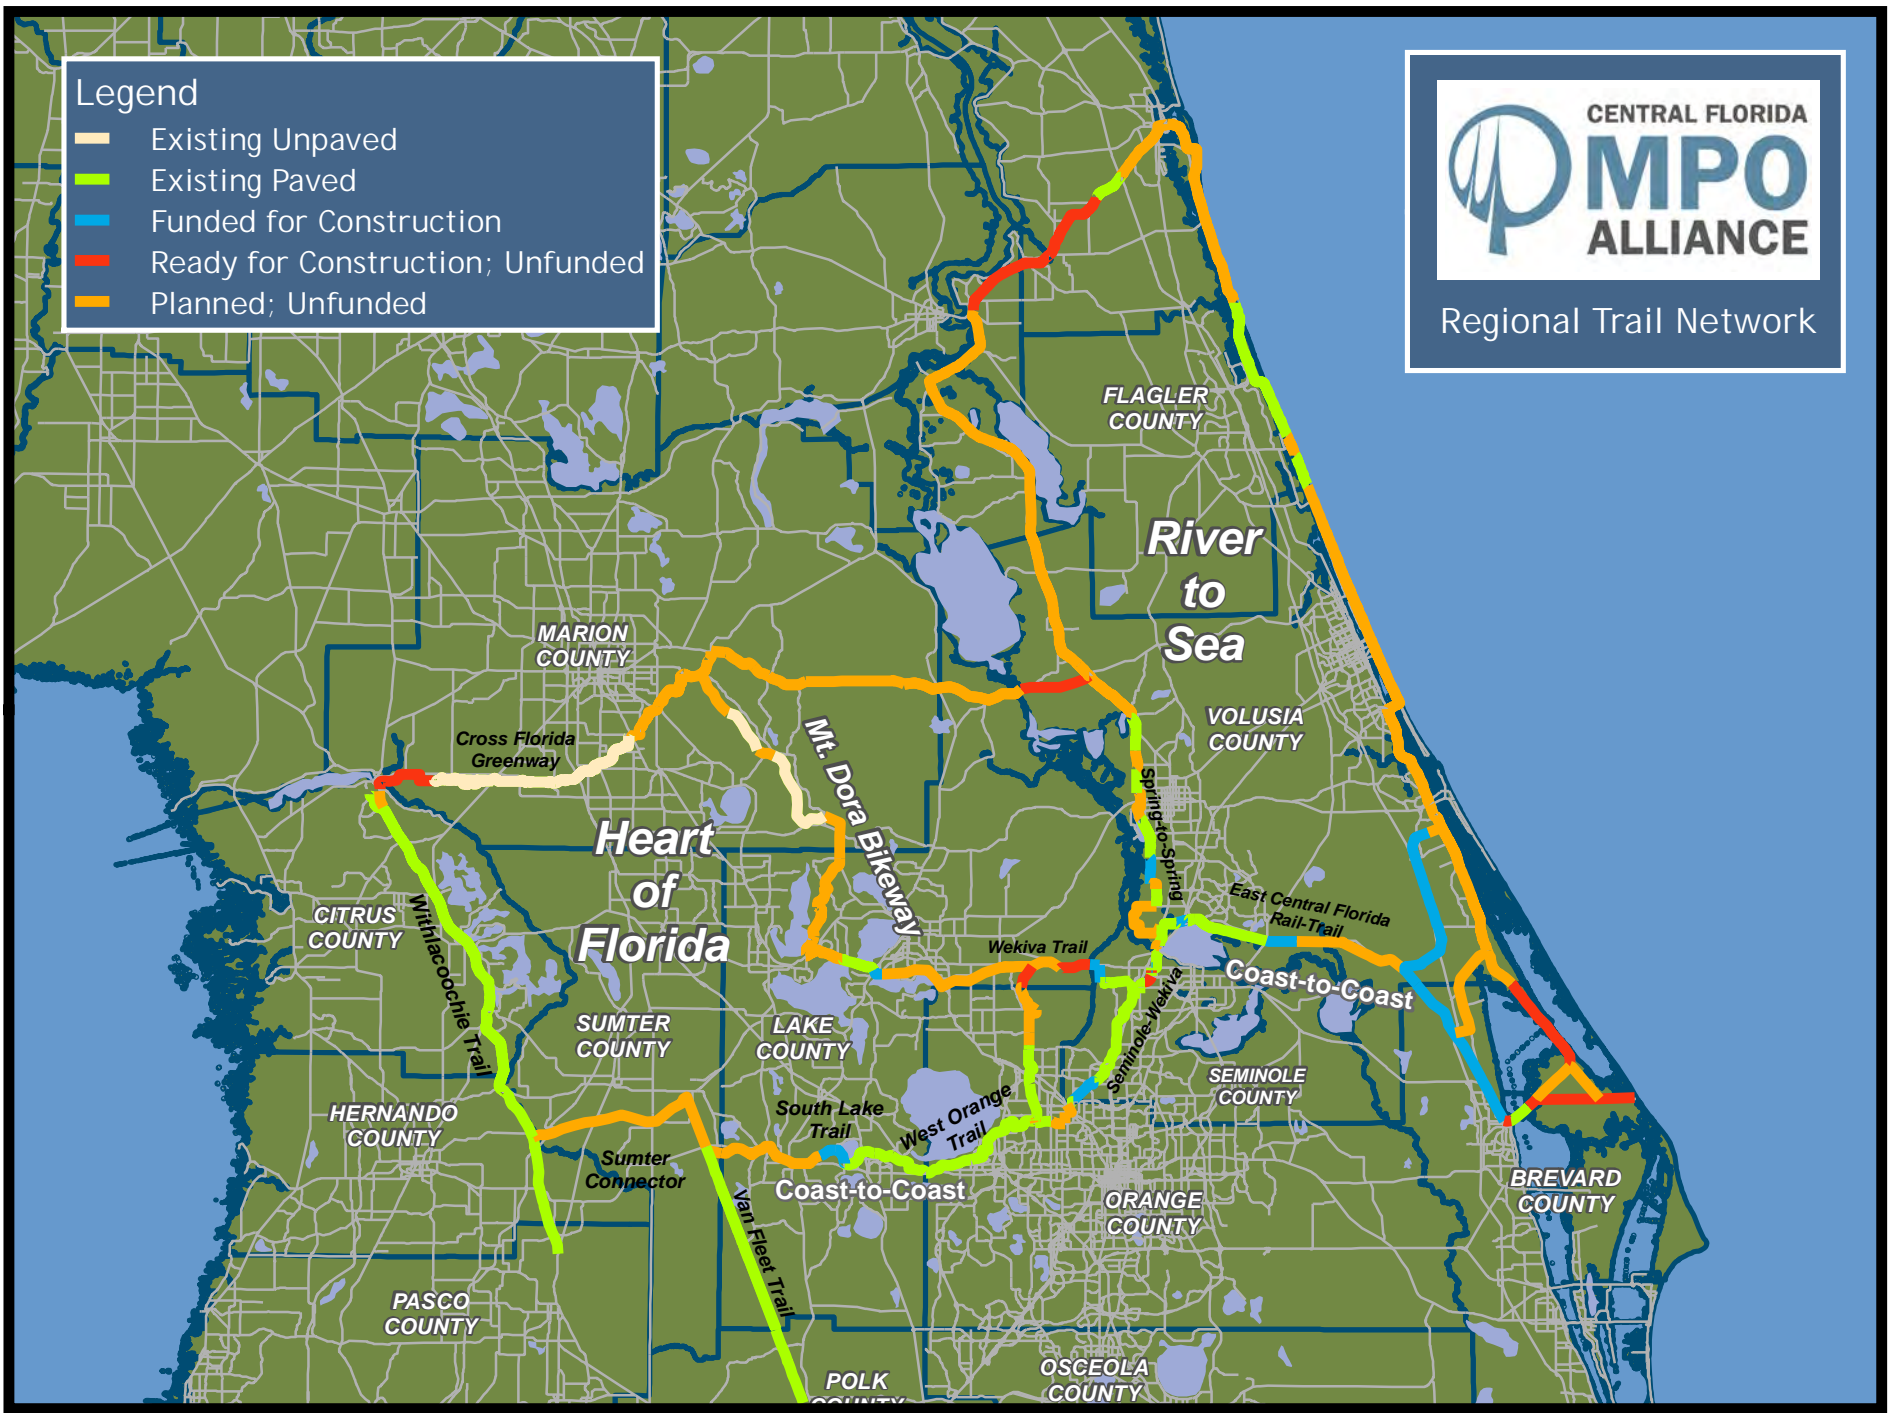 Legend
Existing Unpaved
Existing Paved
Funded for Construction
Ready for Construction; Unfunded
Planned; Unfunded
CENTRAL FLORIDA
MPO
ALLIANCE
Regional Trail Network
FLAGLER
COUNTY
River
to
Sea
MARION
COUNTY
VOLUSIA
COUNTY
Cross Florida
Greenway
Mt. Dora Bikeway
Spring-to-Spring
Heart
of
Florida
CITRUS
COUNTY
Withlacoochie Trail
East Central Florida
Rail-Trail
Wekiva Trail
Coast-to-Coast
Seminole-Wekiva
SUMTER
COUNTY
LAKE
COUNTY
SEMINOLE
COUNTY
HERNANDO
COUNTY
South Lake
Trail
West Orange
Trail
Sumter
Connector
Coast-to-Coast
Van Fleet Trail
ORANGE
COUNTY
BREVARD
COUNTY
PASCO
COUNTY
POLK
COUNTY
OSCEOLA
COUNTY